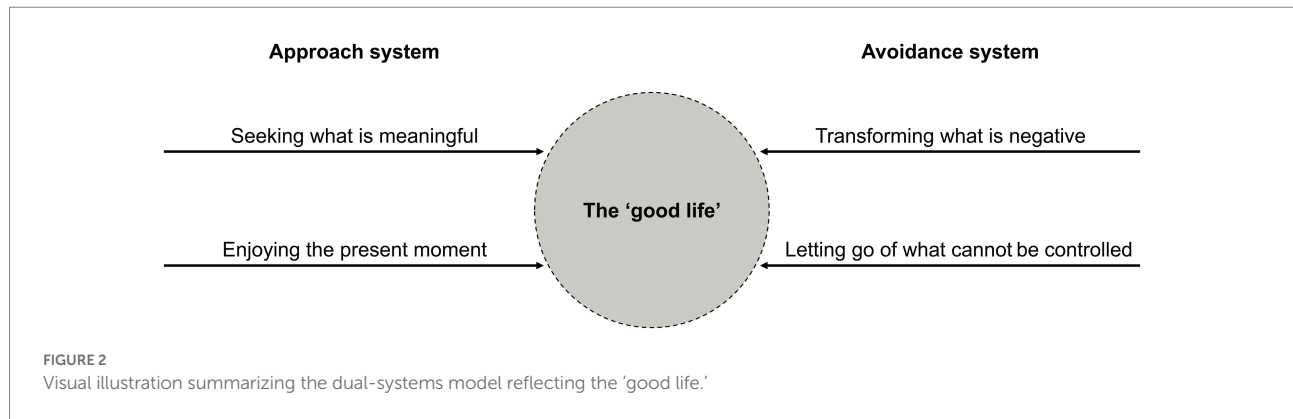 Approach system
Avoidance system
Seeking what is meaningful
Transforming what is negative
The ‘good life’
Enjoying the present moment
Letting go of what cannot be controlled
FIGURE 2
Visual illustration summarizing the dual-systems model reflecting the ‘good life.’